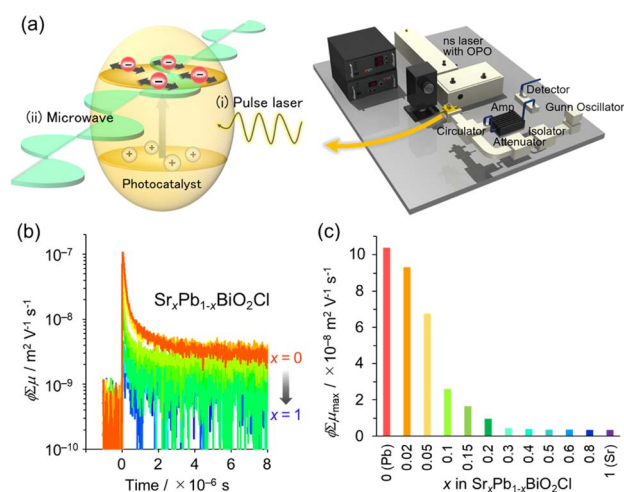 (a)
(ii) Microwave
(i) Pulse laser
Photocatalyst
ns laser
with OPO
Detector
Amp
Gunn Oscillator
Circulator
Isolator
Attenuator
(b)
ϕΣμ / m² V⁻¹ s⁻¹
10⁻⁷
10⁻⁸
10⁻⁹
10⁻¹⁰
SrₓPb₁₋ₓBiO₂Cl
x = 0
x = 1
0 2 4 6 8
Time / ×10⁻⁶ s
(c)
ϕΣμmax / ×10⁻⁸ m² V⁻¹ s⁻¹
10
8
6
4
2
0
0 (Pb) 0.02 0.05 0.1 0.15 0.2 0.3 0.4 0.5 0.6 0.8 1 (Sr)
x in SrₓPb₁₋ₓBiO₂Cl